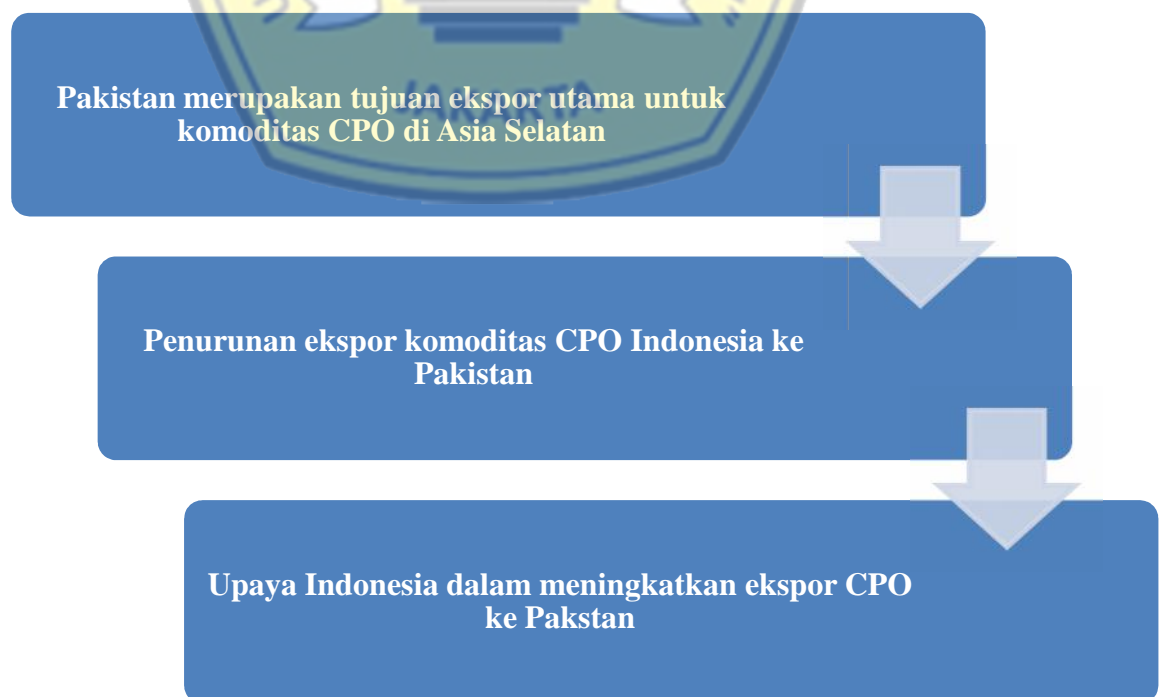 JAKARTA
Pakistan merupakan tujuan ekspor utama untuk
komoditas CPO di Asia Selatan
Penurunan ekspor komoditas CPO Indonesia ke
Pakistan
Upaya Indonesia dalam meningkatkan ekspor CPO
ke Pakstan